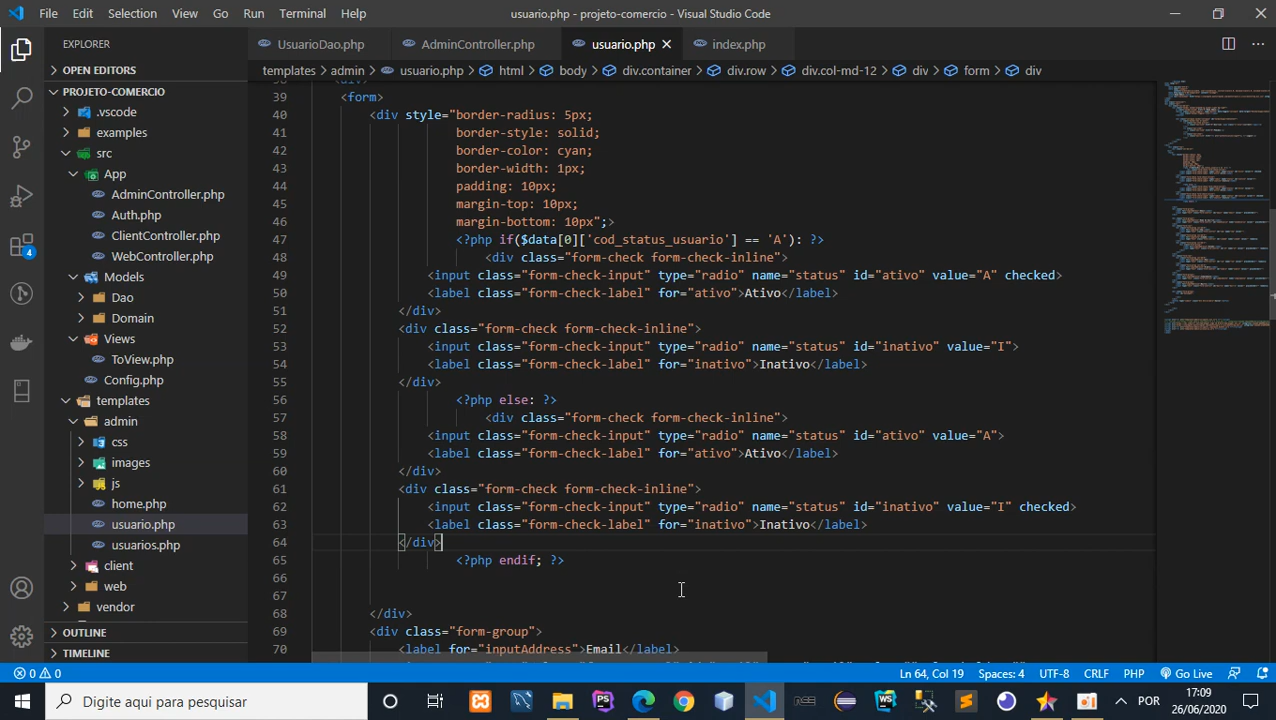 File Edit Selection View Go Run Terminal Help usuario.php - projeto-comercio - Visual Studio Code
EXPLORER
UsuarioDao.php AdminController.php usuario.php index.php
OPEN EDITORS
templates > admin > usuario.php > html > body > div.container > div.row > div.col-md-12 > div > form > div
PROJETO-COMERCIO
.vscode
examples
src
App
AdminController.php
Auth.php
ClientController.php
WebController.php
4
Models
Dao
Domain
Views
ToView.php
Config.php
templates
admin
css
images
js
home.php
usuario.php
usuarios.php
client
web
vendor
OUTLINE
TIMELINE
39 <form>
40 <div style="border-radius: 5px;
41 border-style: solid;
42 border-color: cyan;
43 border-width: 1px;
44 padding: 10px;
45 margin-top: 10px;
46 margin-bottom: 10px";>
47 <?php if($data[0]['cod_status_usuario'] == 'A'): ?>
48 <div class="form-check form-check-inline">
49 <input class="form-check-input" type="radio" name="status" id="ativo" value="A" checked>
50 <label class="form-check-label" for="ativo">Ativo</label>
51 </div>
52 <div class="form-check form-check-inline">
53 <input class="form-check-input" type="radio" name="status" id="inativo" value="I">
54 <label class="form-check-label" for="inativo">Inativo</label>
55 </div>
56 <?php else: ?>
57 <div class="form-check form-check-inline">
58 <input class="form-check-input" type="radio" name="status" id="ativo" value="A">
59 <label class="form-check-label" for="ativo">Ativo</label>
60 </div>
61 <div class="form-check form-check-inline">
62 <input class="form-check-input" type="radio" name="status" id="inativo" value="I" checked>
63 <label class="form-check-label" for="inativo">Inativo</label>
64 </div>
65 <?php endif; ?>
66
67
68 </div>
69 <div class="form-group">
70 <label for="inputAddress">Email</label>
0 0 Ln 64, Col 19 Spaces: 4 UTF-8 CRLF PHP Go Live
Digite aqui para pesquisar
POR
17:09
26/06/2020